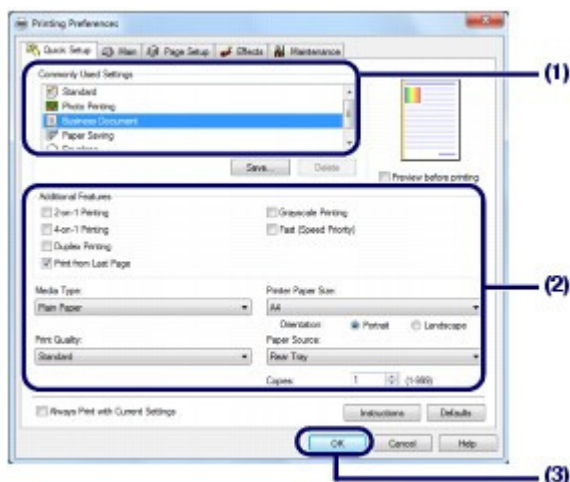 Printing Preferences
Quick Setup Main Page Setup Effects Maintenance
Commonly Used Settings
(1)
Standard
Photo Printing
Business Document
Paper Saving
Envelope
Save... Delete
Preview before printing
Additional Features
2-on-1 Printing Grayscale Printing
4-on-1 Printing Fast (Speed Priority)
Duplex Printing
Print from Last Page
(2)
Media Type: Printer Paper Size:
Plain Paper A4
Orientation: Portrait Landscape
Print Quality: Paper Source:
Standard Rear Tray
Copies: 1 (1-999)
Always Print with Current Settings Instructions Defaults
OK Cancel Help
(3)